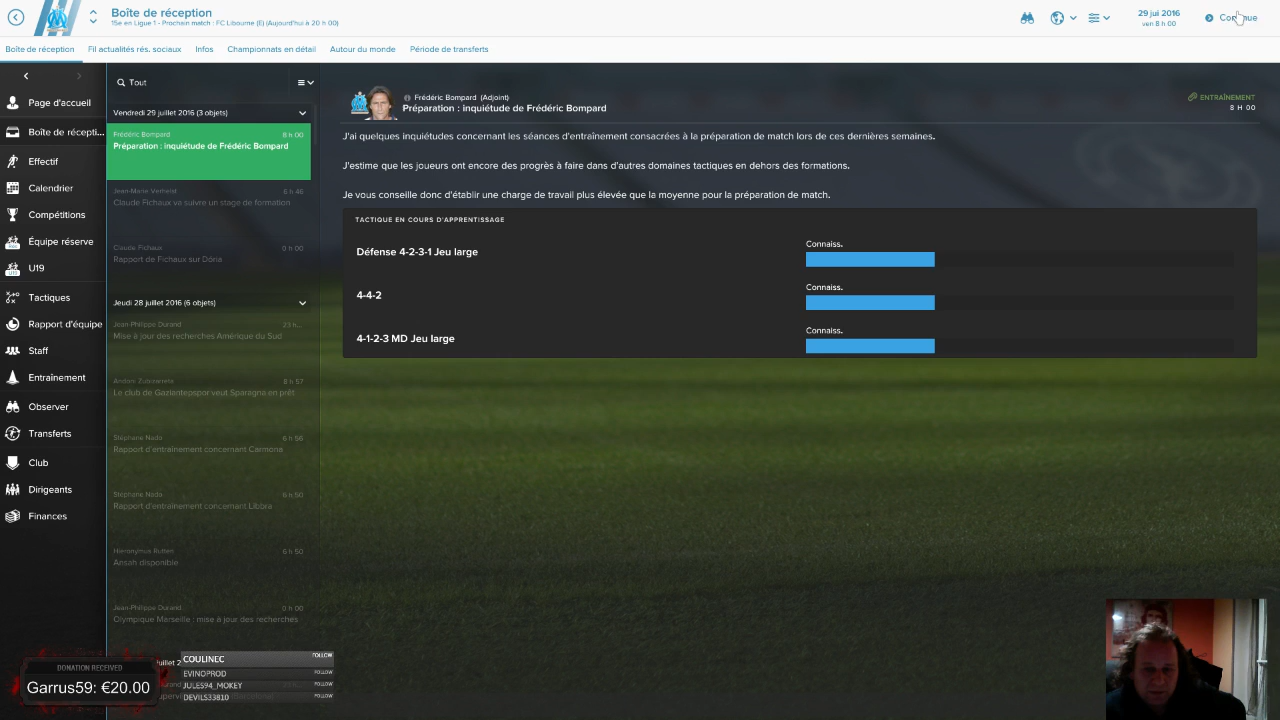 Boîte de réception
15e en Ligue 1 - Prochain match : FC Libourne (E) (Aujourd'hui à 20 h 00)
29 jui 2016
ven 8 h 00
Boîte de réception
Fil actualités rés. sociaux
Infos
Championnats en détail
Autour du monde
Période de transferts
Page d'accueil
Boîte de récepti...
Effectif
Calendrier
Compétitions
Équipe réserve
U19
Tactiques
Rapport d'équipe
Staff
Entraînement
Observer
Transferts
Club
Dirigeants
Finances
Tout
Vendredi 29 juillet 2016 (3 objets)
Frédéric Bompard 8 h 00
Préparation : inquiétude de Frédéric Bompard
Jean-Marie Verhelst 8 h 46
Claude Fichaux va suivre un stage de formation
Claude Fichaux 0 h 00
Rapport de Fichaux sur Dória
Jeudi 28 juillet 2016 (6 objets)
Jean-Philippe Durand 23 h...
Mise à jour des recherches Amérique du Sud
Andoni Zubizarreta 8 h 57
Le club de Gaziantepspor veut Sparagna en prêt
Stéphane Nado 6 h 56
Rapport d'entraînement concernant Carmona
Stéphane Nado 6 h 50
Rapport d'entraînement concernant Libbra
Hieronymus Rutten 6 h 50
Ansah disponible
Jean-Philippe Durand 0 h 00
Olympique Marseille : mise à jour des recherches
Frédéric Bompard (Adjoint)
Préparation : inquiétude de Frédéric Bompard
ENTRAÎNEMENT
8 H 00
J'ai quelques inquiétudes concernant les séances d'entraînement consacrées à la préparation de match lors de ces dernières semaines.
J'estime que les joueurs ont encore des progrès à faire dans d'autres domaines tactiques en dehors des formations.
Je vous conseille donc d'établir une charge de travail plus élevée que la moyenne pour la préparation de match.
TACTIQUE EN COURS D'APPRENTISSAGE
Défense 4-2-3-1 Jeu large
Connaiss.
4-4-2
Connaiss.
4-1-2-3 MD Jeu large
Connaiss.
DONATION RECEIVED
Garrus59: €20.00
COULINEC FOLLOW
EVINOPROD FOLLOW
JULES94_MOKEY FOLLOW
DEVILS33810 FOLLOW